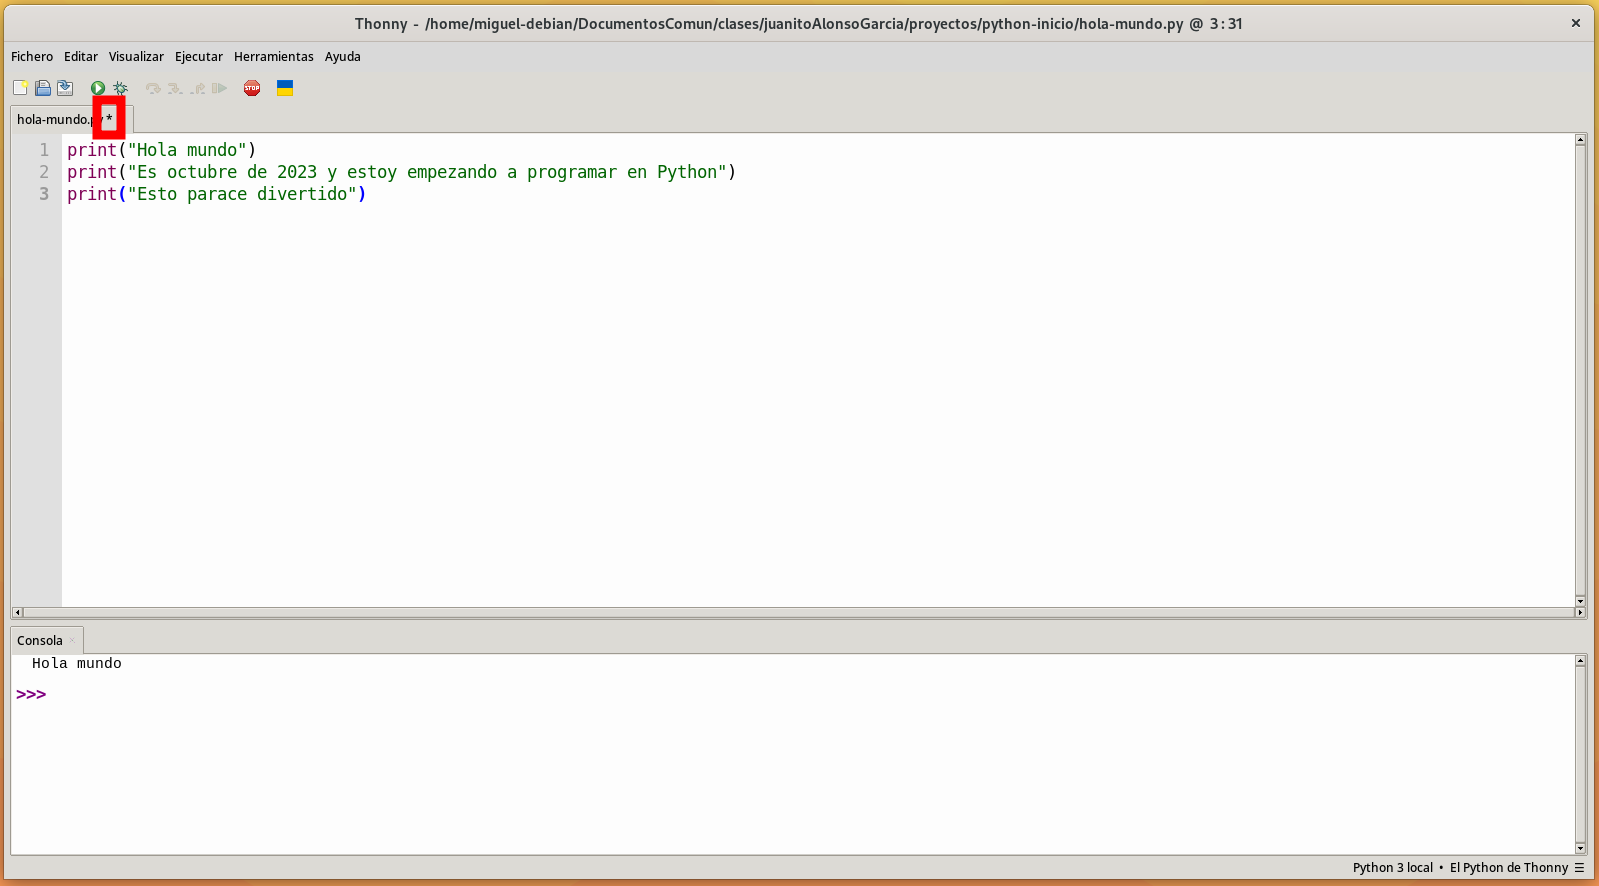 Thonny - /home/miguel-debian/DocumentosComun/clases/juanitoAlonsoGarcia/proyectos/python-inicio/hola-mundo.py @ 3:31
Fichero Editar Visualizar Ejecutar Herramientas Ayuda
STOP
hola-mundo.py *
1 print("Hola mundo")
2 print("Es octubre de 2023 y estoy empezando a programar en Python")
3 print("Esto parace divertido")
Consola
Hola mundo
>>>
Python 3 local • El Python de Thonny ☰